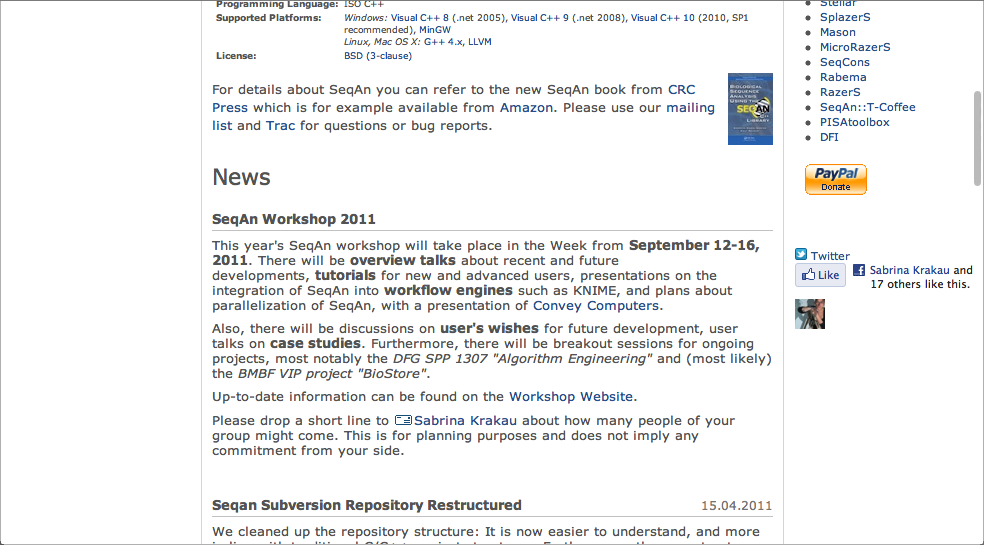 Programming Language: ISO C++
Supported Platforms: Windows: Visual C++ 8 (.net 2005), Visual C++ 9 (.net 2008), Visual C++ 10 (2010, SP1
recommended), MinGW
Linux, Mac OS X: G++ 4.x, LLVM
License: BSD (3-clause)
For details about SeqAn you can refer to the new SeqAn book from CRC
Press which is for example available from Amazon. Please use our mailing
list and Trac for questions or bug reports.
BIOLOGICAL
SEQUENCE
ANALYSIS
USING THE
SEQAN
C++
LIBRARY
News
SeqAn Workshop 2011
This year's SeqAn workshop will take place in the Week from September 12-16,
2011. There will be overview talks about recent and future
developments, tutorials for new and advanced users, presentations on the
integration of SeqAn into workflow engines such as KNIME, and plans about
parallelization of SeqAn, with a presentation of Convey Computers.
Also, there will be discussions on user's wishes for future development, user
talks on case studies. Furthermore, there will be breakout sessions for ongoing
projects, most notably the DFG SPP 1307 "Algorithm Engineering" and (most likely)
the BMBF VIP project "BioStore".
Up-to-date information can be found on the Workshop Website.
Please drop a short line to Sabrina Krakau about how many people of your
group might come. This is for planning purposes and does not imply any
commitment from your side.
Seqan Subversion Repository Restructured 15.04.2011
We cleaned up the repository structure: It is now easier to understand, and more
Stellar
SplazerS
Mason
MicroRazerS
SeqCons
Rabema
RazerS
SeqAn::T-Coffee
PISAtoolbox
DFI
PayPal
Donate
Twitter
Like
Sabrina Krakau and
17 others like this.